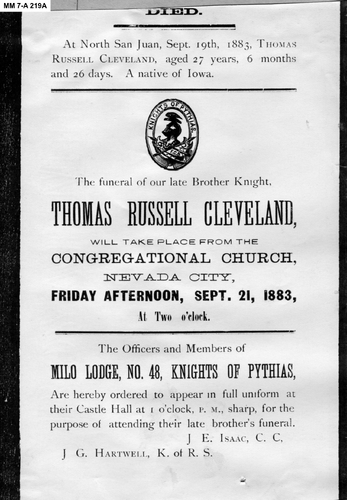 MM 7-A 219A
DIED.
At North San Juan, Sept. 19th, 1883, THOMAS
RUSSELL CLEVELAND, aged 27 years, 6 months
and 26 days. A native of Iowa.
KNIGHTS OF PYTHIAS
The funeral of our late Brother Knight,
THOMAS RUSSELL CLEVELAND,
WILL TAKE PLACE FROM THE
CONGREGATIONAL CHURCH,
NEVADA CITY,
FRIDAY AFTERNOON, SEPT. 21, 1883,
At Two o'clock.
The Officers and Members of
MILO LODGE, NO. 48, KNIGHTS OF PYTHIAS,
Are hereby ordered to appear in full uniform at
their Castle Hall at 1 o'clock, P. M., sharp, for the
purpose of attending their late brother's funeral.
J. E. ISAAC, C. C.
J. G. HARTWELL, K. of R. S.